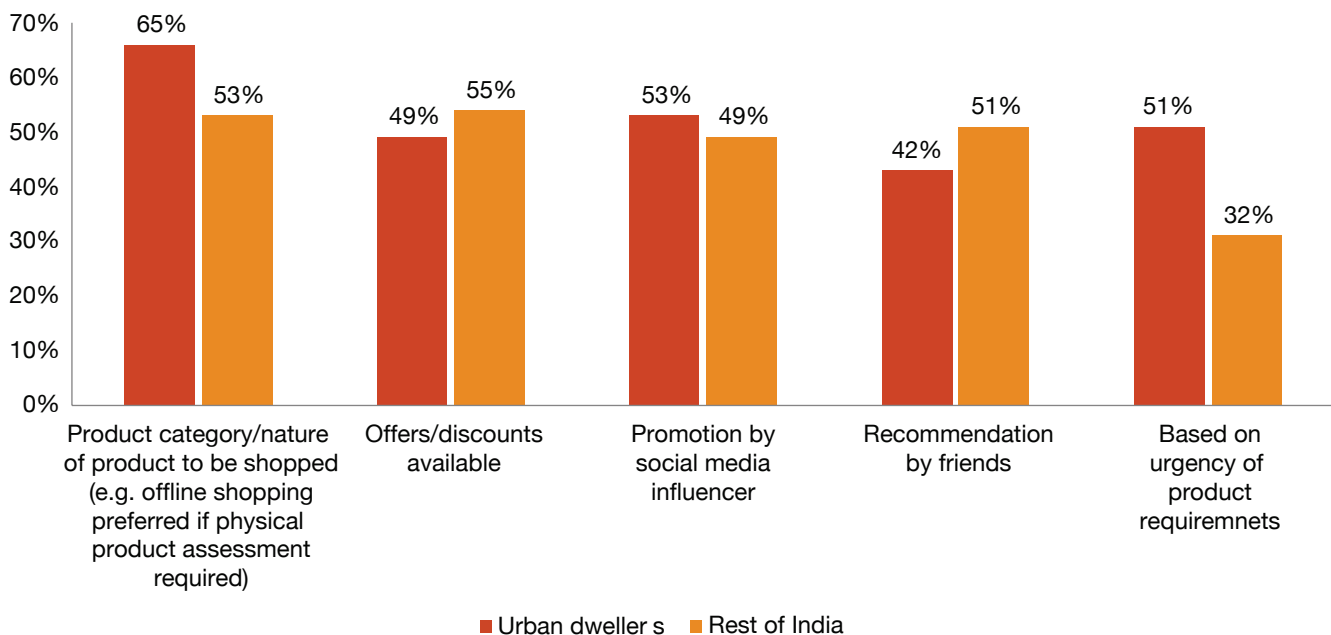 70%
60%
50%
40%
30%
20%
10%
0%
65%
53%
49%
55%
53%
49%
42%
51%
51%
32%
Product category/nature
of product to be shopped
(e.g. offline shopping
preferred if physical
product assessment
required)
Offers/discounts
available
Promotion by
social media
influencer
Recommendation
by friends
Based on
urgency of
product
requiremnets
Urban dweller s
Rest of India